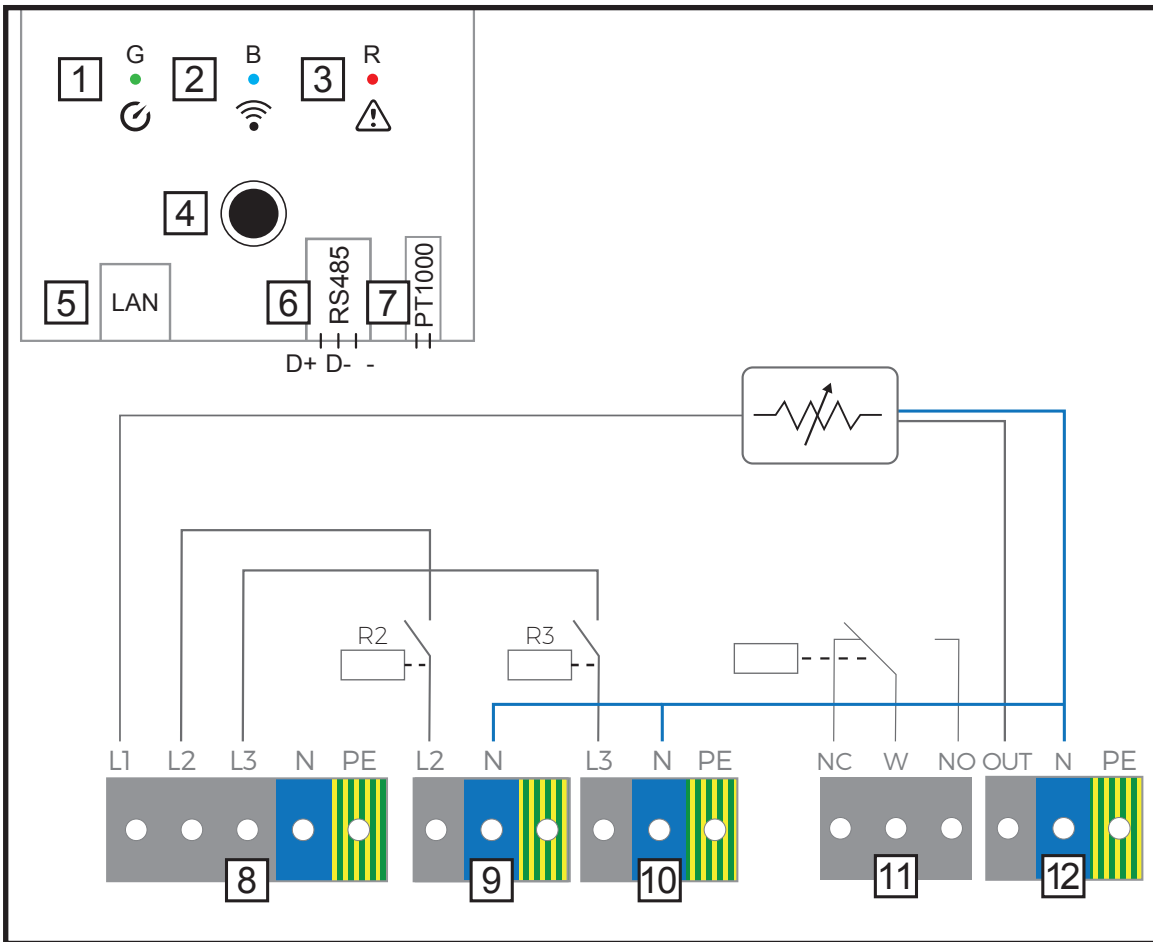 G B R
1 2 3
4
5 LAN 6 RS485 7 PT1000
D+ D- -
R2 R3
L1 L2 L3 N PE L2 N L3 N PE NC W NO OUT N PE
8 9 10 11 12